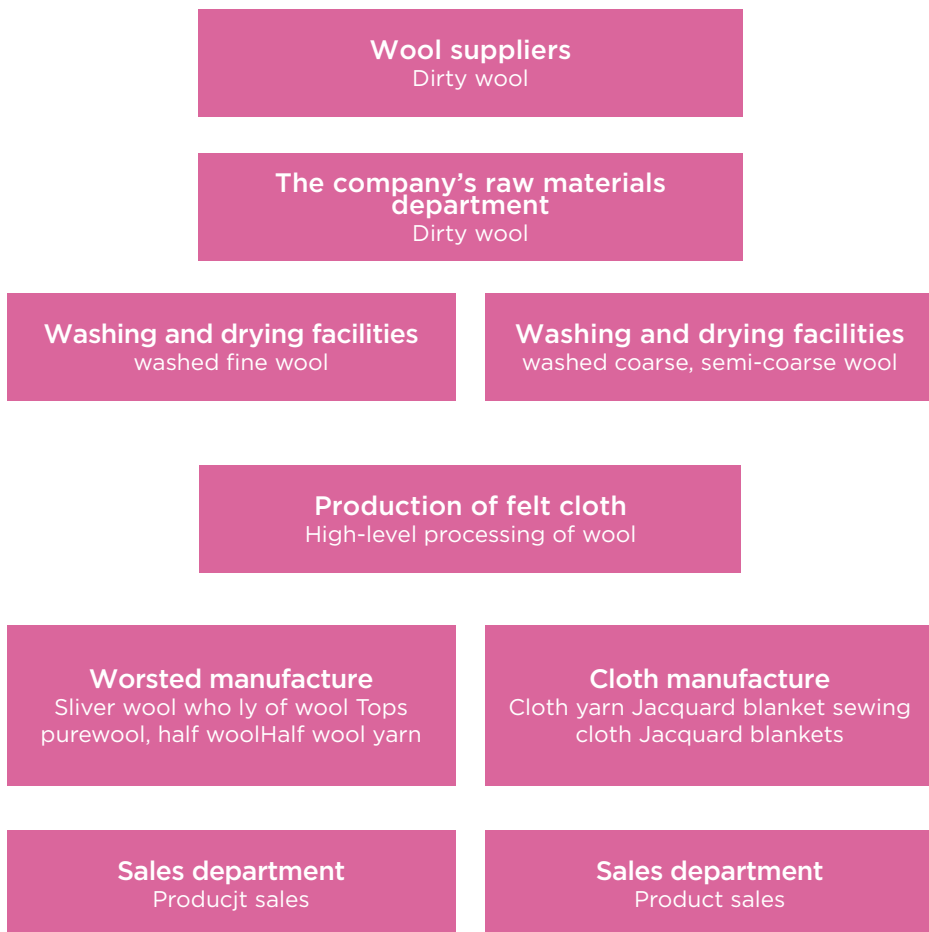 Wool suppliers
Dirty wool
The company's raw materials
department
Dirty wool
Washing and drying facilities
washed fine wool
Washing and drying facilities
washed coarse, semi-coarse wool
Production of felt cloth
High-level processing of wool
Worsted manufacture
Sliver wool who ly of wool Tops
purewool, half woolHalf wool yarn
Cloth manufacture
Cloth yarn Jacquard blanket sewing
cloth Jacquard blankets
Sales department
Producjt sales
Sales department
Product sales